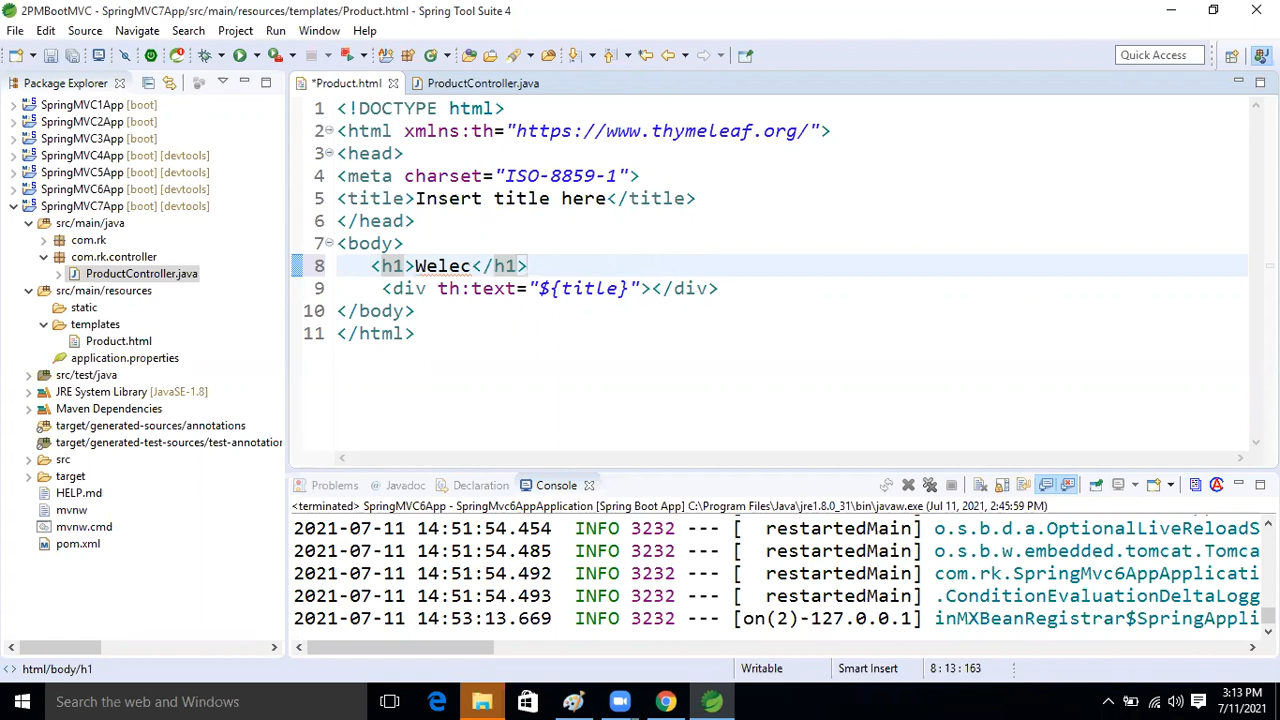 2PMBootMVC - SpringMVC7App/src/main/resources/templates/Product.html - Spring Tool Suite 4
File Edit Source Navigate Search Project Run Window Help
Quick Access
Package Explorer
*Product.html
ProductController.java
SpringMVC1App [boot]
SpringMVC2App [boot]
SpringMVC3App [boot]
SpringMVC4App [boot] [devtools]
SpringMVC5App [boot] [devtools]
SpringMVC6App [boot] [devtools]
SpringMVC7App [boot] [devtools]
src/main/java
com.rk
com.rk.controller
ProductController.java
src/main/resources
static
templates
Product.html
application.properties
src/test/java
JRE System Library [JavaSE-1.8]
Maven Dependencies
target/generated-sources/annotations
target/generated-test-sources/test-annotation
src
target
HELP.md
mvnw
mvnw.cmd
pom.xml
1 <!DOCTYPE html>
2 <html xmlns:th="https://www.thymeleaf.org/">
3 <head>
4 <meta charset="ISO-8859-1">
5 <title>Insert title here</title>
6 </head>
7 <body>
8 <h1>Welec</h1>
9 <div th:text="${title}"></div>
10 </body>
11 </html>
Problems @ Javadoc Declaration Console
<terminated> SpringMVC6App - SpringMvc6AppApplication [Spring Boot App] C:\Program Files\Java\jre1.8.0_31\bin\javaw.exe (Jul 11, 2021, 2:45:59 PM)
2021-07-11 14:51:54.454 INFO 3232 --- [ restartedMain] o.s.b.d.a.OptionalLiveReloadS
2021-07-11 14:51:54.485 INFO 3232 --- [ restartedMain] o.s.b.w.embedded.tomcat.Tomca
2021-07-11 14:51:54.492 INFO 3232 --- [ restartedMain] com.rk.SpringMvc6AppApplicati
2021-07-11 14:51:54.493 INFO 3232 --- [ restartedMain] .ConditionEvaluationDeltaLogg
2021-07-11 14:53:13.669 INFO 3232 --- [on(2)-127.0.0.1] inMXBeanRegistrar$SpringAppli
html/body/h1
Writable
Smart Insert
8 : 13 : 163
Search the web and Windows
3:13 PM
7/11/2021